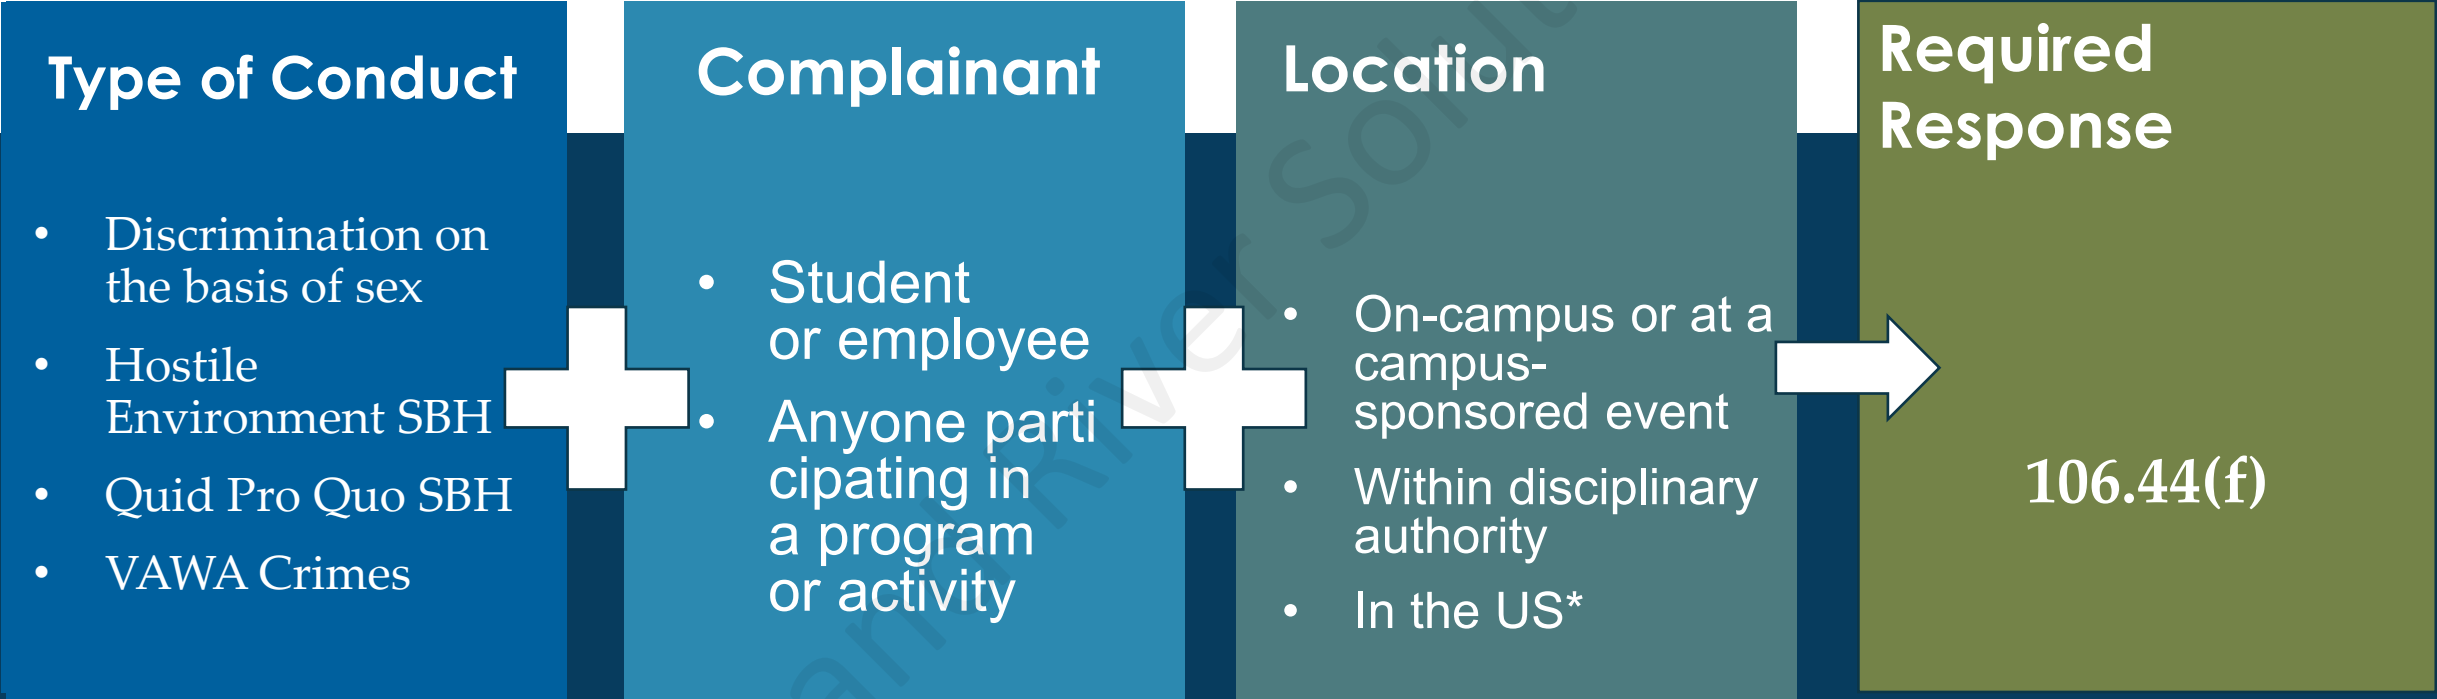 Type of Conduct
• Discrimination on
the basis of sex
• Hostile
Environment SBH
• Quid Pro Quo SBH
• VAWA Crimes
Complainant
• Student
or employee
• Anyone parti
cipating in
a program
or activity
Location
• On-campus or at a
campus-
sponsored event
• Within disciplinary
authority
• In the US*
Required
Response
106.44(f)
River